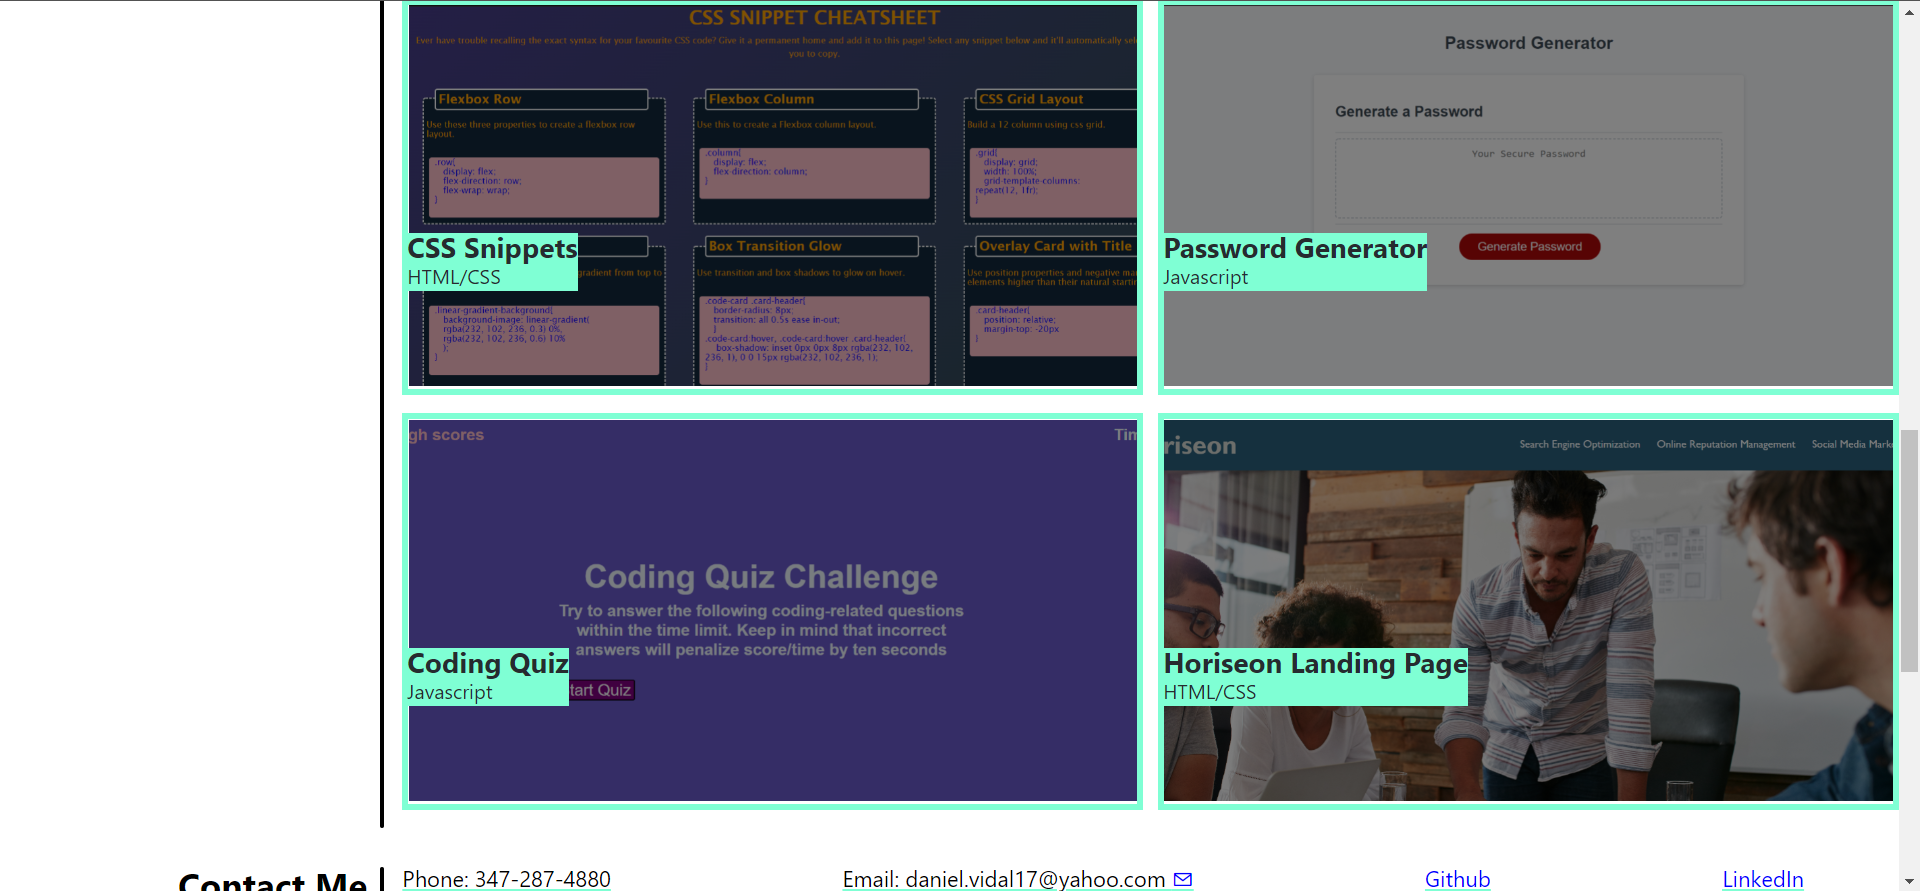 CSS SNIPPET CHEATSHEET
Ever have trouble recalling the exact syntax for your favourite CSS code? Give it a permanent home and add it to this page! Select any snippet below and it'll automatically sel
you to copy.
Flexbox Row
Use these three properties to create a flexbox row
layout.
.row{
display: flex;
flex-direction: row;
flex-wrap: wrap;
}
Flexbox Column
Use this to create a Flexbox column layout.
.column{
display: flex;
flex-direction: column;
}
CSS Grid Layout
Build a 12 column using css grid.
.grid{
display: grid;
width: 100%;
grid-template-columns:
repeat(12, 1fr);
}
CSS Snippets
HTML/CSS
gradient from top to
.linear-gradient-background{
background-image: linear-gradient(
rgba(232, 102, 236, 0.3) 0%,
rgba(232, 102, 236, 0.6) 10%
);
}
Box Transition Glow
Use transition and box shadows to glow on hover.
.code-card .card-header{
border-radius: 8px;
transition: all 0.5s ease in-out;
}
.code-card:hover, .code-card:hover .card-header{
box-shadow: inset 0px 0px 8px rgba(232, 102,
236, 1), 0 0 15px rgba(232, 102, 236, 1);
}
Overlay Card with Title
Use position properties and negative ma
elements higher than their natural startin
.card-header{
position: relative;
margin-top: -20px
}
Password Generator
Generate a Password
Your Secure Password
Generate Password
Password Generator
Javascript
gh scores
Tim
Coding Quiz Challenge
Try to answer the following coding-related questions
within the time limit. Keep in mind that incorrect
answers will penalize score/time by ten seconds
tart Quiz
Coding Quiz
Javascript
riseon
Search Engine Optimization Online Reputation Management Social Media Mark
Horiseon Landing Page
HTML/CSS
Contact Me
Phone: 347-287-4880
Email: daniel.vidal17@yahoo.com
Github
LinkedIn